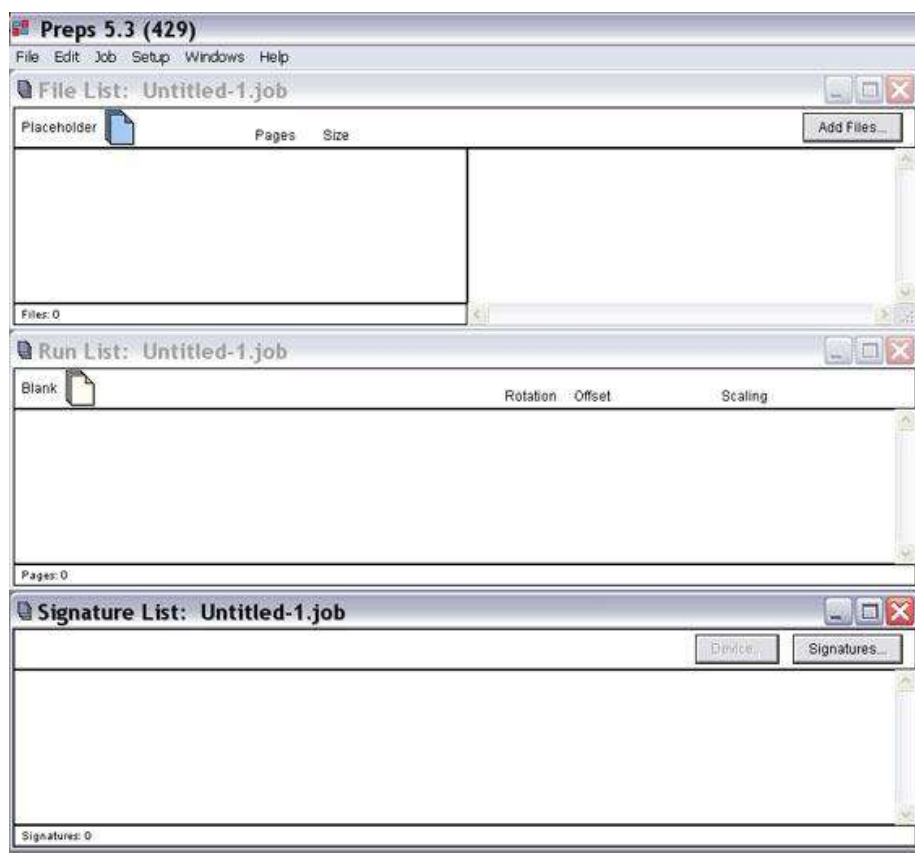 Preps 5.3 (429)
File Edit Job Setup Windows Help
File List: Untitled-1.job
Placeholder Pages Size Add Files...
Files: 0
Run List: Untitled-1.job
Blank Rotation Offset Scaling
Pages: 0
Signature List: Untitled-1.job
Device... Signatures...
Signatures: 0